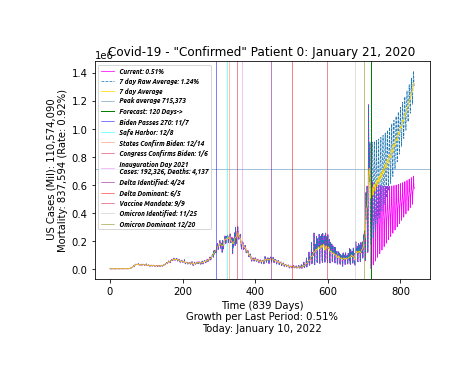 Covid-19 - "Confirmed" Patient 0: January 21, 2020
1e6
Current: 0.51%
7 day Raw Average: 1.24%
7 day Average
Peak average 715,373
Forecast: 120 Days->
Biden Passes 270: 11/7
Safe Harbor: 12/8
States Confirm Biden: 12/14
Congress Confirms Biden: 1/6
Inauguration Day 2021
Cases: 192,326, Deaths: 4,137
Delta Identified: 4/24
Delta Dominant: 6/5
Vaccine Mandate: 9/9
Omicron Identified: 11/25
Omicron Dominant 12/20
1.4
1.2
1.0
0.8
0.6
0.4
0.2
0.0
US Cases (Mil): 110,574,090
Mortality: 837,594 (Rate: 0.92%)
0 200 400 600 800
Time (839 Days)
Growth per Last Period: 0.51%
Today: January 10, 2022